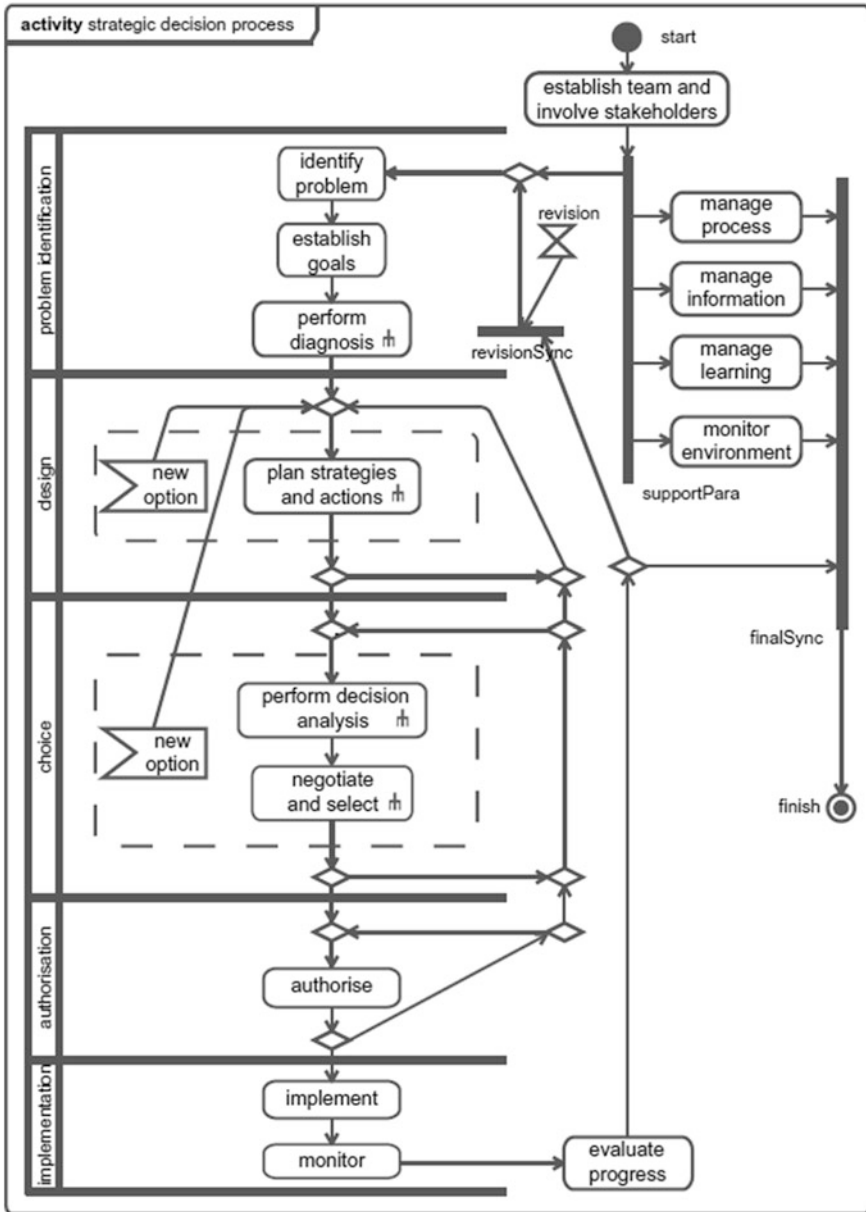 activity strategic decision process
start
establish team and
involve stakeholders
problem identification
identify
problem
establish
goals
perform
diagnosis
revision
revisionSync
manage
process
manage
information
manage
learning
monitor
environment
supportPara
design
new
option
plan strategies
and actions
finalSync
choice
perform decision
analysis
new
option
negotiate
and select
finish
authorisation
authorise
implementation
implement
monitor
evaluate
progress